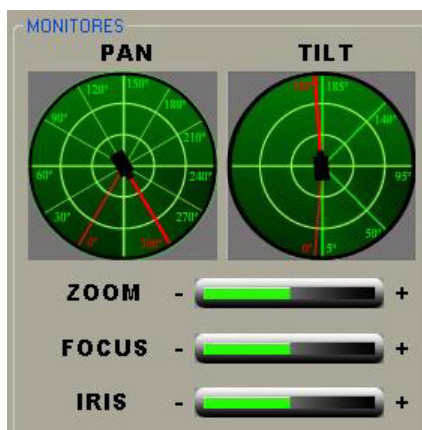 MONITORES
PAN
120° 150° 180°
90° 210°
60° 240°
30° 270°
0° 300°
TILT
185°
140°
95°
50°
0° 5°
ZOOM - +
FOCUS - +
IRIS - +